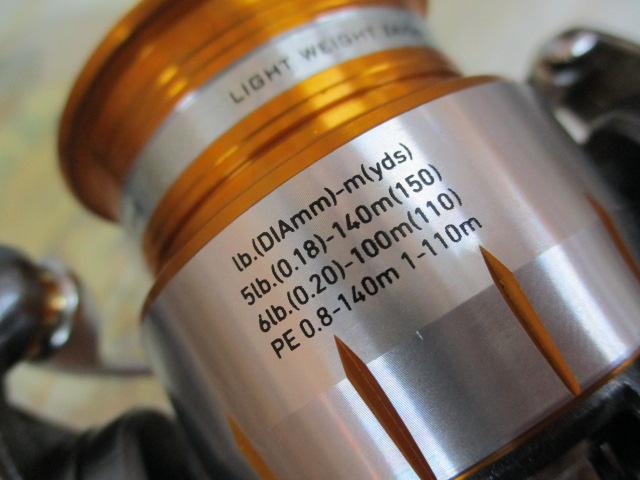 LIGHT WEIGHT
lb.(DIAmm)-m(yds)
5lb.(0.18)-140m(150)
6lb.(0.20)-100m(110)
PE 0.8-140m 1-110m